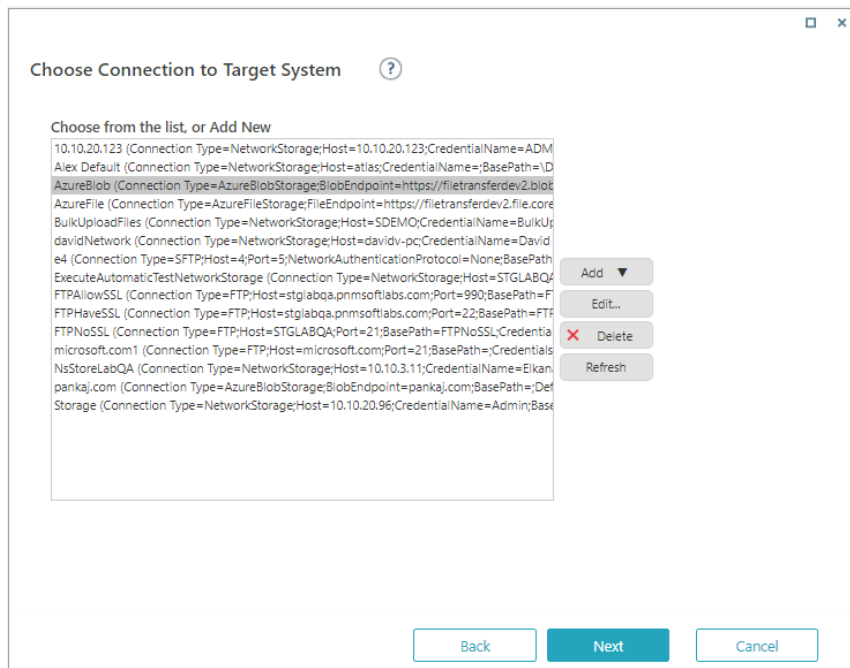 Choose Connection to Target System ?
Choose from the list, or Add New
10.10.20.123 (Connection Type=NetworkStorage;Host=10.10.20.123;CredentialName=ADM
Alex Default (Connection Type=NetworkStorage;Host=atlas;CredentialName=;BasePath=\D
AzureBlob (Connection Type=AzureBlobStorage;BlobEndpoint=https://filetransferdev2.blob
AzureFile (Connection Type=AzureFileStorage;FileEndpoint=https://filetransferdev2.file.core
BulkUploadFiles (Connection Type=NetworkStorage;Host=SDEMO;CredentialName=BulkUp
davidNetwork (Connection Type=NetworkStorage;Host=davidv-pc;CredentialName=David
e4 (Connection Type=SFTP;Host=4;Port=5;NetworkAuthenticationProtocol=None;BasePath
ExecuteAutomaticTestNetworkStorage (Connection Type=NetworkStorage;Host=STGLABQA
FTPAllowSSL (Connection Type=FTP;Host=stglabqa.pnmsoftlabs.com;Port=990;BasePath=FT
FTPHaveSSL (Connection Type=FTP;Host=stglabqa.pnmsoftlabs.com;Port=22;BasePath=FTP
FTPNoSSL (Connection Type=FTP;Host=STGLABQA;Port=21;BasePath=FTPNoSSL;Credentia
microsoft.com1 (Connection Type=FTP;Host=microsoft.com;Port=21;BasePath=;Credentials
NsStoreLabQA (Connection Type=NetworkStorage;Host=10.10.3.11;CredentialName=Elkan
pankaj.com (Connection Type=AzureBlobStorage;BlobEndpoint=pankaj.com;BasePath=;Def
Storage (Connection Type=NetworkStorage;Host=10.10.20.96;CredentialName=Admin;Base
Add ▼
Edit...
Delete
Refresh
Back
Next
Cancel